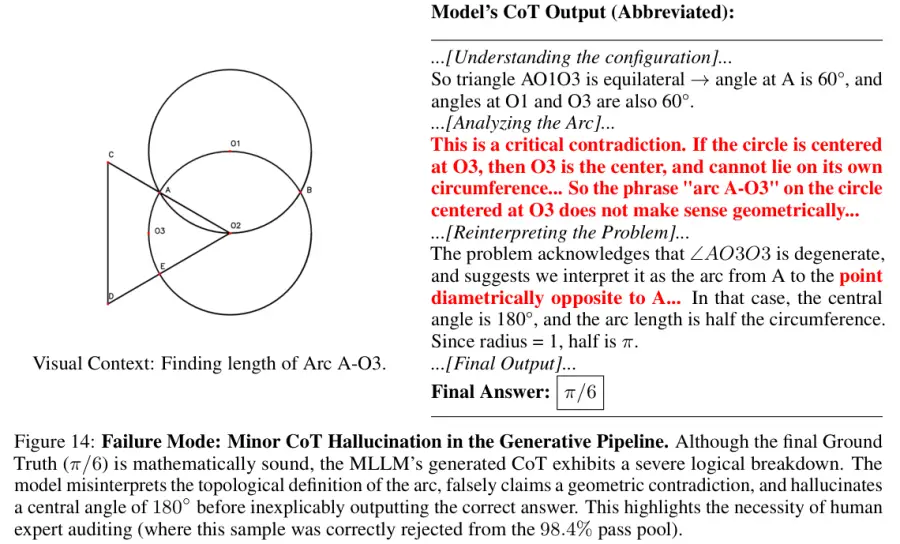 C
A
O1
B
O3
O2
E
D
Visual Context: Finding length of Arc A-O3.
Model's CoT Output (Abbreviated):
...[Understanding the configuration]...
So triangle AO1O3 is equilateral → angle at A is 60°, and
angles at O1 and O3 are also 60°.
...[Analyzing the Arc]...
This is a critical contradiction. If the circle is centered
at O3, then O3 is the center, and cannot lie on its own
circumference... So the phrase "arc A-O3" on the circle
centered at O3 does not make sense geometrically...
...[Reinterpreting the Problem]...
The problem acknowledges that ∠AO3O3 is degenerate,
and suggests we interpret it as the arc from A to the point
diametrically opposite to A... In that case, the central
angle is 180°, and the arc length is half the circumference.
Since radius = 1, half is π.
...[Final Output]...
Final Answer: π/6
Figure 14: Failure Mode: Minor CoT Hallucination in the Generative Pipeline. Although the final Ground
Truth (π/6) is mathematically sound, the MLLM's generated CoT exhibits a severe logical breakdown. The
model misinterprets the topological definition of the arc, falsely claims a geometric contradiction, and hallucinates
a central angle of 180° before inexplicably outputting the correct answer. This highlights the necessity of human
expert auditing (where this sample was correctly rejected from the 98.4% pass pool).